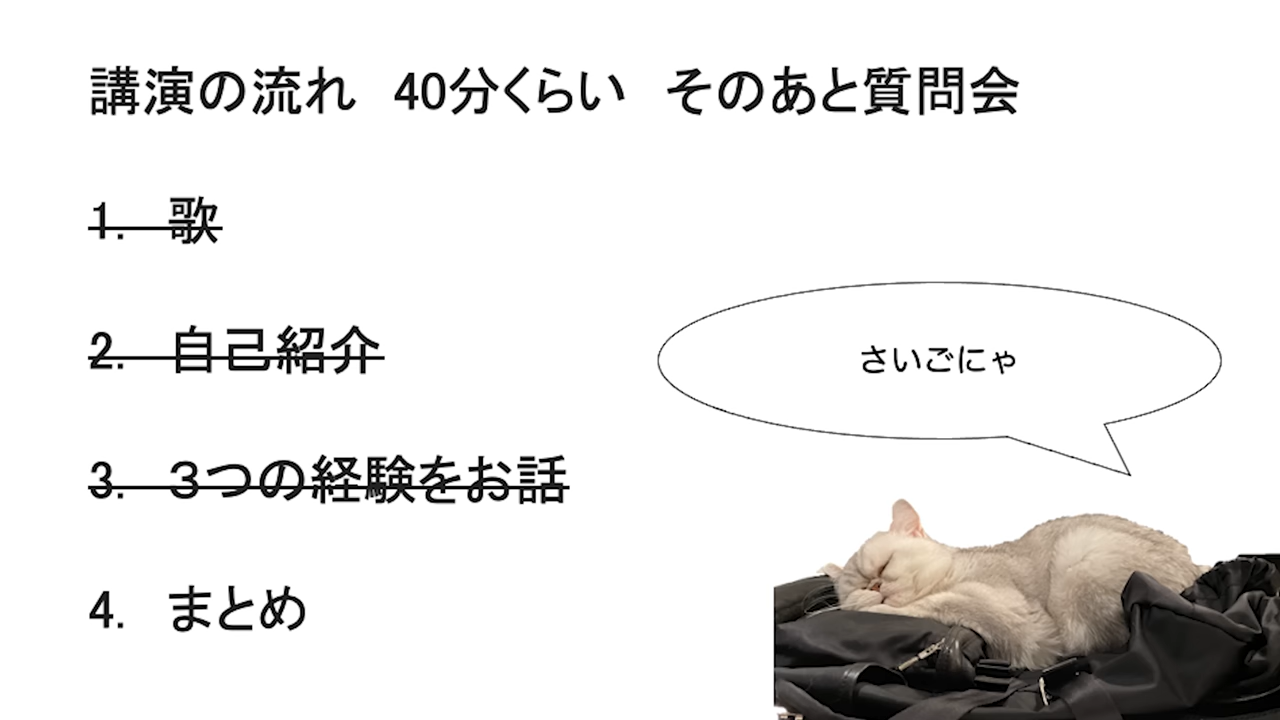 講演の流れ　40分くらい　そのあと質問会
1.　歌
2.　自己紹介
3.　３つの経験をお話
さいごにゃ
4.　まとめ